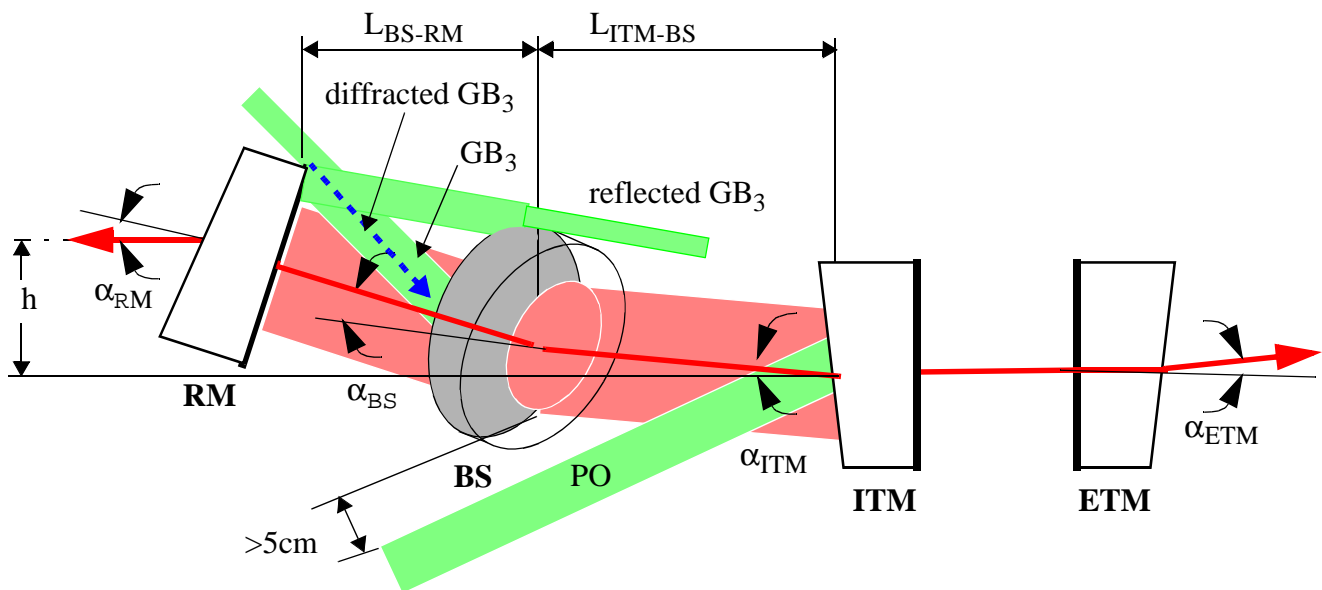 L_BS-RM
L_ITM-BS
diffracted GB_3
GB_3
reflected GB_3
α_RM
h
RM
α_BS
BS
PO
α_ITM
ITM
ETM
α_ETM
>5cm